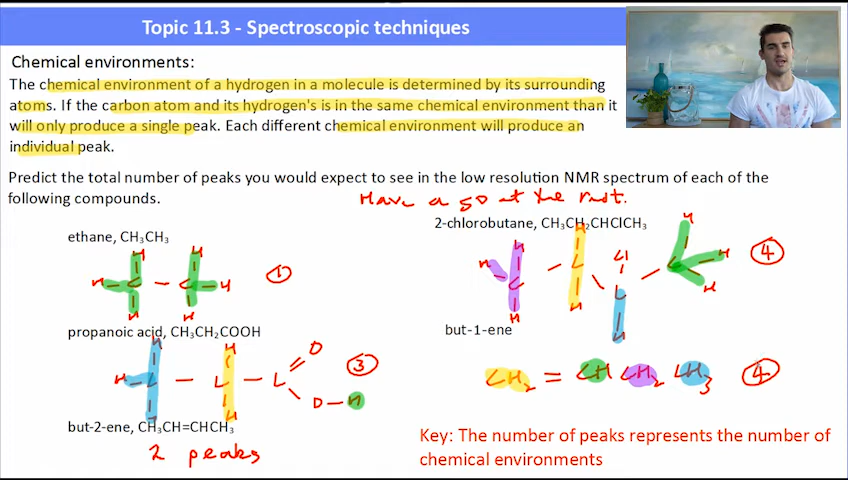 Topic 11.3 - Spectroscopic techniques
Chemical environments:
The chemical environment of a hydrogen in a molecule is determined by its surrounding
atoms. If the carbon atom and its hydrogen's is in the same chemical environment than it
will only produce a single peak. Each different chemical environment will produce an
individual peak.
Predict the total number of peaks you would expect to see in the low resolution NMR spectrum of each of the
following compounds.
Have a go at the rest.
ethane, CH₃CH₃
H H
H - C - C - H
H H
①
propanoic acid, CH₃CH₂COOH
H H O
H C - C - C
H H O - H
③
but-2-ene, CH₃CH=CHCH₃
2 peaks
2-chlorobutane, CH₃CH₂CHClCH₃
H H Cl H
H C - C C - C H
H H H H
④
but-1-ene
CH₂ = CH CH₂ CH₃ ④
Key: The number of peaks represents the number of
chemical environments